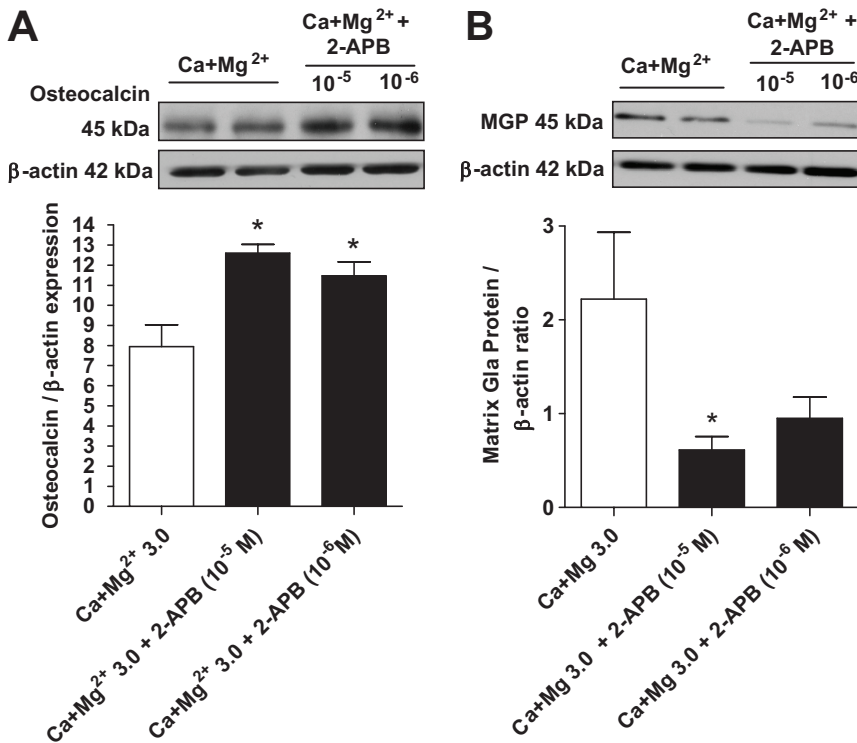 A
Ca+Mg²⁺ +
2-APB
Ca+Mg²⁺
10⁻⁵ 10⁻⁶
Osteocalcin
45 kDa
β-actin 42 kDa
Osteocalcin / β-actin expression
14
13
12
11
10
9
8
7
6
5
4
3
2
1
0
*
*
Ca+Mg²⁺ 3.0
Ca+Mg²⁺ 3.0 + 2-APB (10⁻⁵ M)
Ca+Mg²⁺ 3.0 + 2-APB (10⁻⁶ M)
B
Ca+Mg²⁺ +
2-APB
Ca+Mg²⁺
10⁻⁵ 10⁻⁶
MGP 45 kDa
β-actin 42 kDa
Matrix Gla Protein /
β-actin ratio
3
2
1
0
*
Ca+Mg 3.0
Ca+Mg 3.0 + 2-APB (10⁻⁵ M)
Ca+Mg 3.0 + 2-APB (10⁻⁶ M)